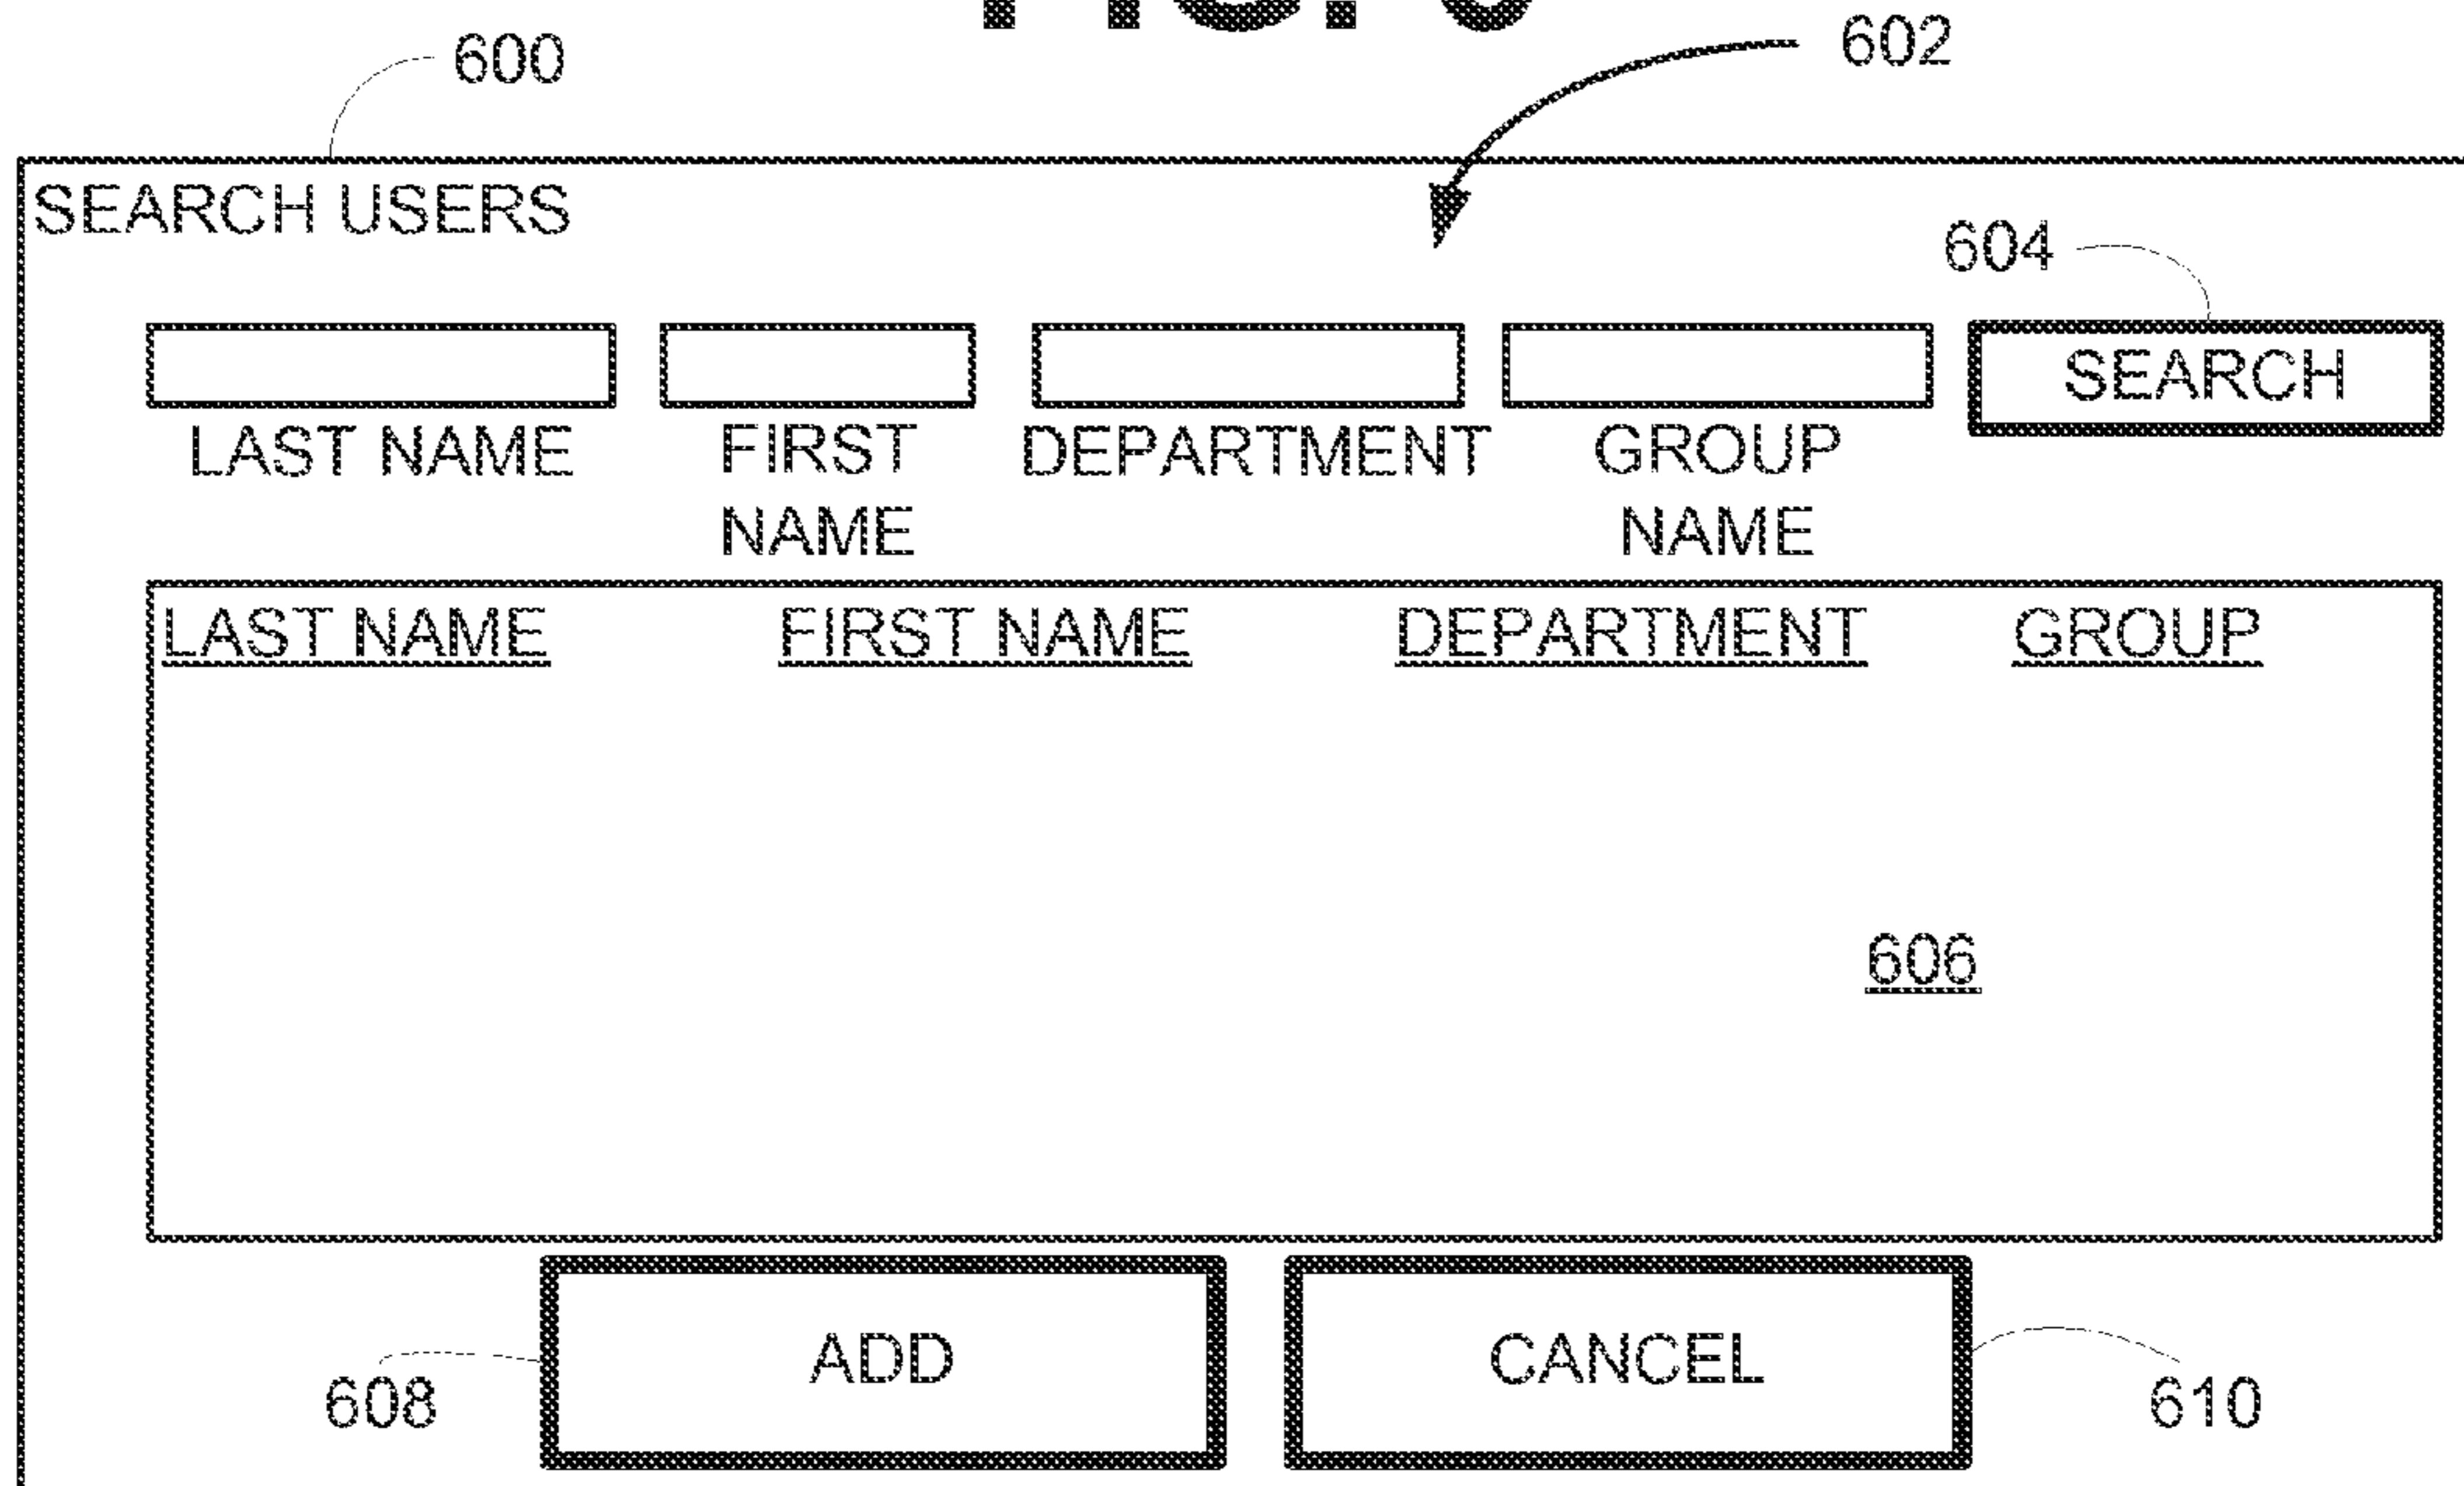 600
602
SEARCH USERS
604
SEARCH
LAST NAME FIRST NAME DEPARTMENT GROUP NAME
LAST NAME FIRST NAME DEPARTMENT GROUP
606
ADD CANCEL
608 610